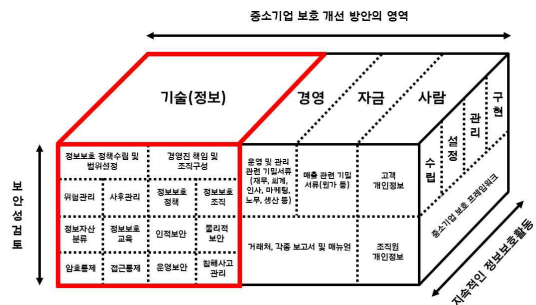 중소기업 보호 개선 방안의 영역
기술(정보)
경영
자금
사람
수립
설정
관리
구현
보안성검토
정보보호 정책수립 및
범위설정
경영진 책임 및
조직구성
위험관리
사후관리
정보보호
정책
정보보호
조직
정보자산
분류
정보보호
교육
인적보안
물리적
보안
암호통제
접근통제
운영보안
침해사고
관리
운영 및 관리
관련 기밀서류
(재무, 회계,
인사, 마케팅,
노무, 생산 등)
매출 관련 기밀
서류(원가 등)
고객
개인정보
거래처, 각종 보고서 및 매뉴얼
조직원
개인정보
중소기업 보호 프레임워크
지속적인 정보보호활동